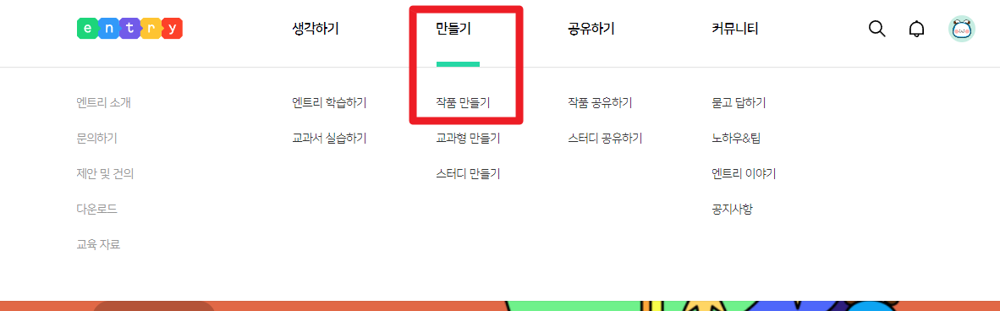 entry 생각하기 만들기 공유하기 커뮤니티
엔트리 소개 엔트리 학습하기 작품 만들기 작품 공유하기 묻고 답하기
문의하기 교과서 실습하기 교과형 만들기 스터디 공유하기 노하우&팁
제안 및 건의 스터디 만들기 엔트리 이야기
다운로드 공지사항
교육 자료